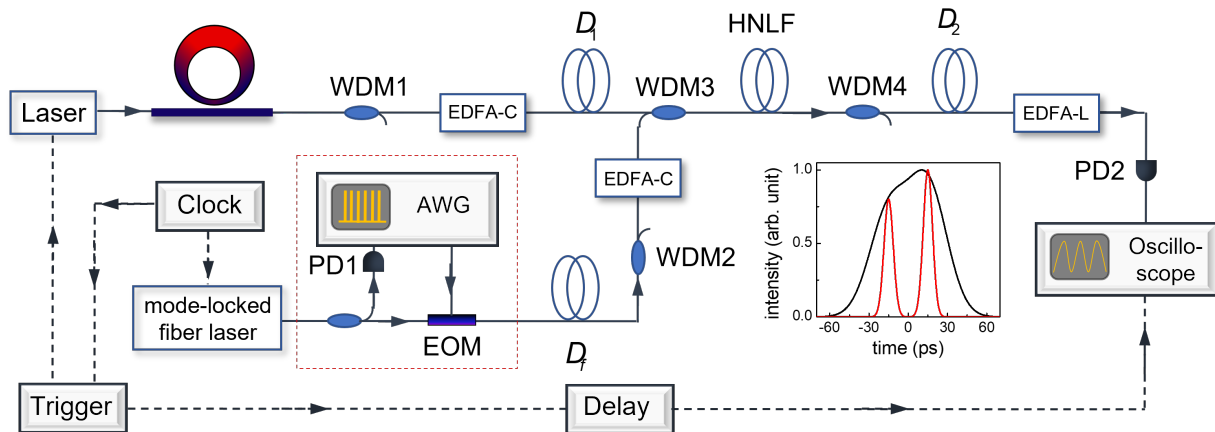 D₁
HNLF
D₂
WDM1
WDM3
WDM4
Laser
EDFA-C
EDFA-L
PD2
EDFA-C
Clock
AWG
PD1
WDM2
Oscillo-
scope
mode-locked
fiber laser
EOM
D_f
intensity (arb. unit)
1.0
0.5
0.0
-60 -30 0 30 60
time (ps)
Trigger
Delay